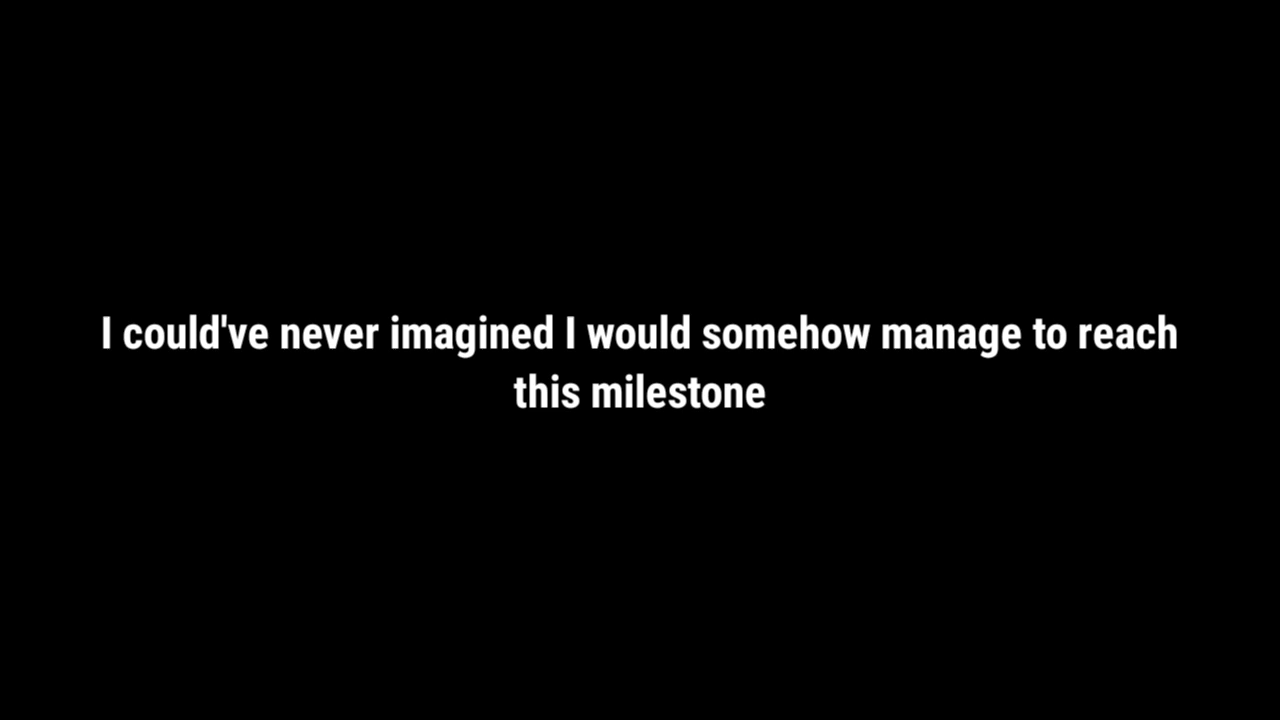 I could've never imagined I would somehow manage to reach
this milestone